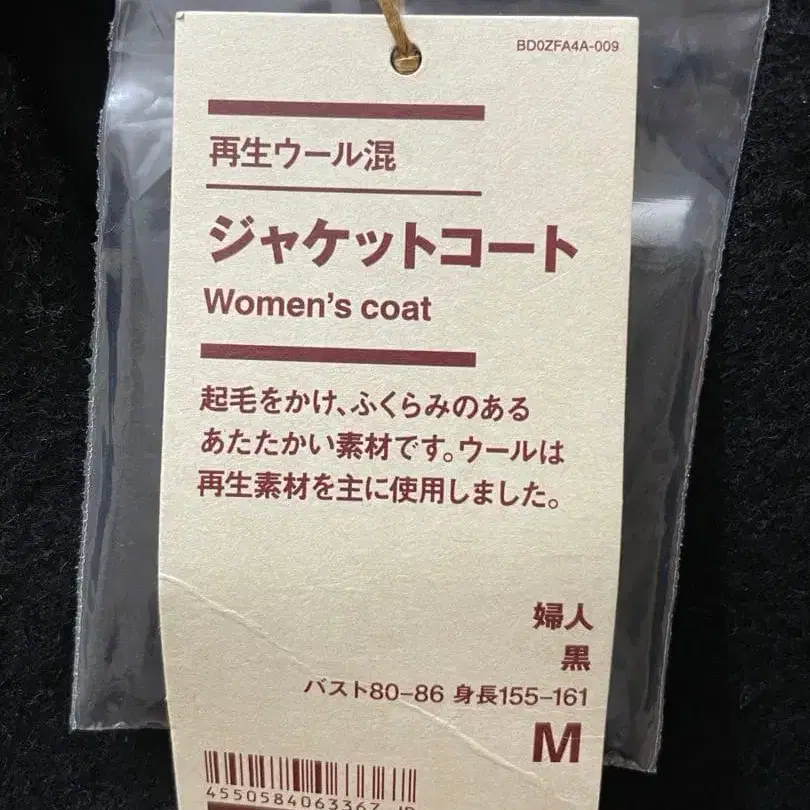 BD0ZFA4A-009
再生ウール混
ジャケットコート
Women's coat
起毛をかけ、ふくらみのある
あたたかい素材です。ウールは
再生素材を主に使用しました。
婦人
黒
バスト80-86 身長155-161
M
4550584063367